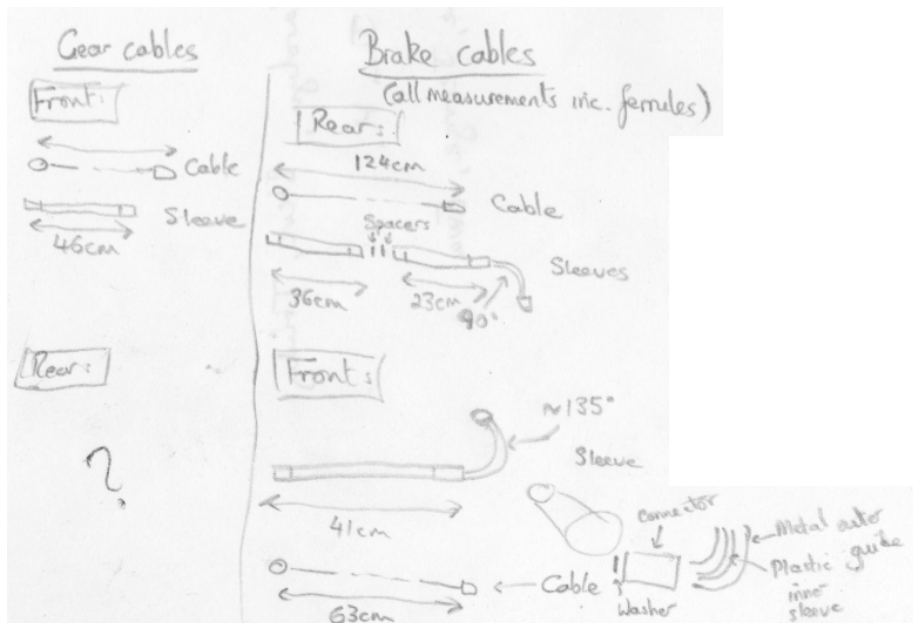 Gear cables
Front:
Cable
Sleeve
46cm
Rear:
?
Brake cables
(all measurements inc. ferrules)
Rear:
124cm
Cable
Spacers
Sleeves
36cm
23cm
90°
Front:
~135°
Sleeve
41cm
Cable
63cm
Connector
Washer
Metal outer
Plastic guide
inner
sleeve